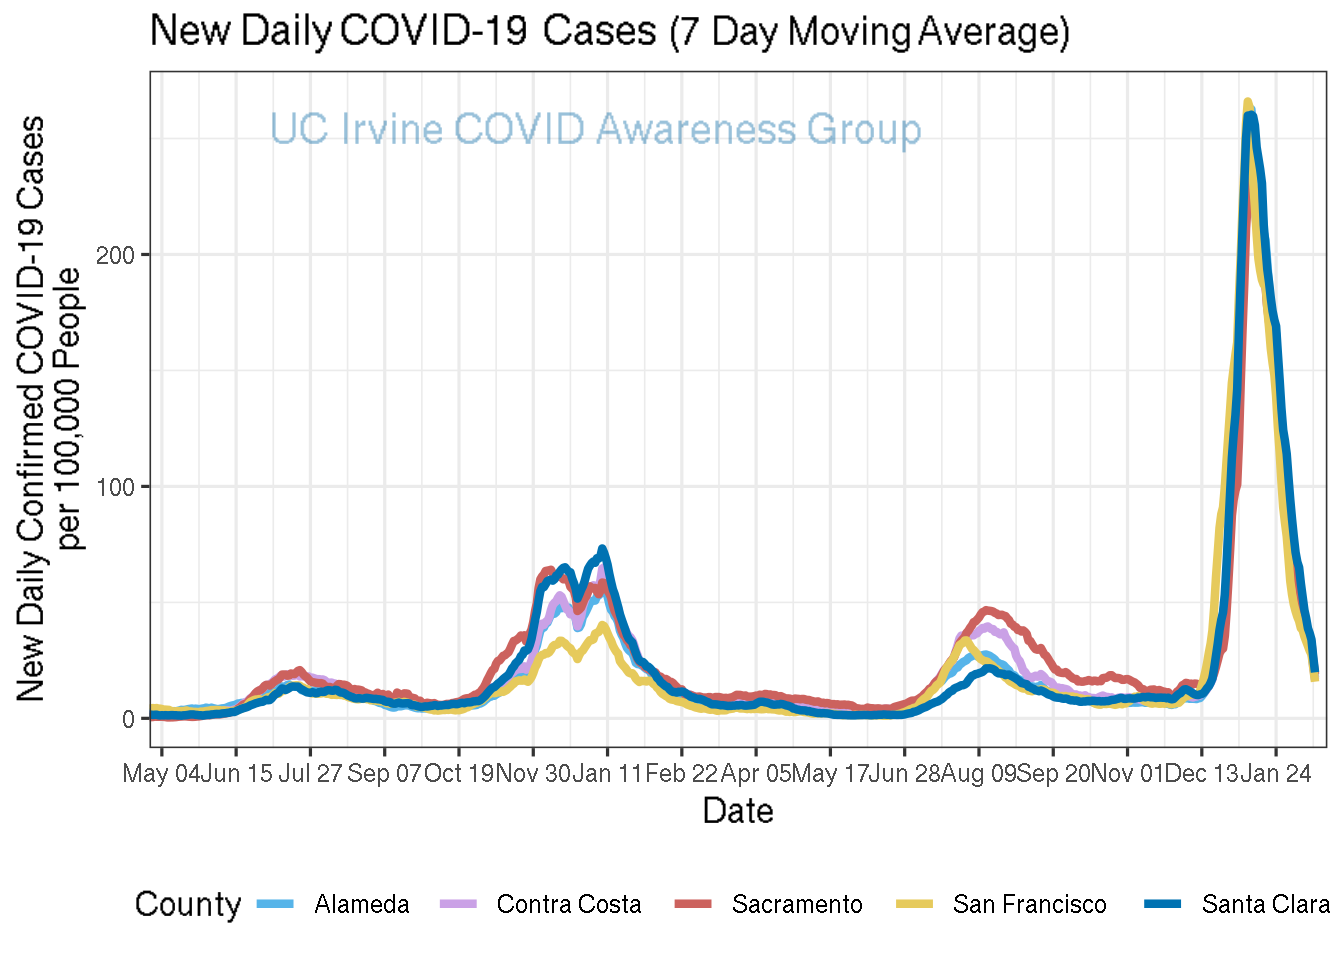 New Daily COVID-19 Cases (7 Day Moving Average)
UC Irvine COVID Awareness Group
New Daily Confirmed COVID-19 Cases
per 100,000 People
200
100
0
May 04 Jun 15 Jul 27 Sep 07 Oct 19 Nov 30 Jan 11 Feb 22 Apr 05 May 17 Jun 28 Aug 09 Sep 20 Nov 01 Dec 13 Jan 24
Date
County Alameda Contra Costa Sacramento San Francisco Santa Clara